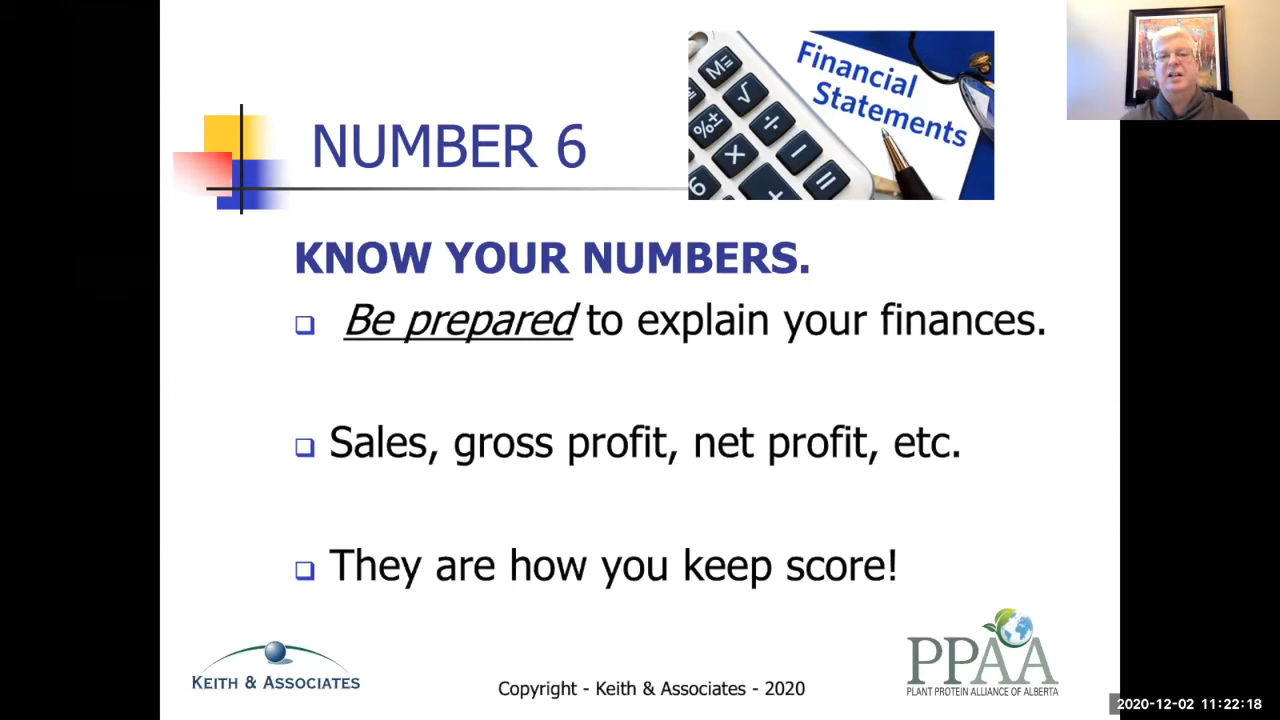 Financial
Statements
NUMBER 6
KNOW YOUR NUMBERS.
Be prepared to explain your finances.
Sales, gross profit, net profit, etc.
They are how you keep score!
KEITH & ASSOCIATES
Copyright - Keith & Associates - 2020
PPAA
PLANT PROTEIN ALLIANCE OF ALBERTA
2020-12-02 11:22:18